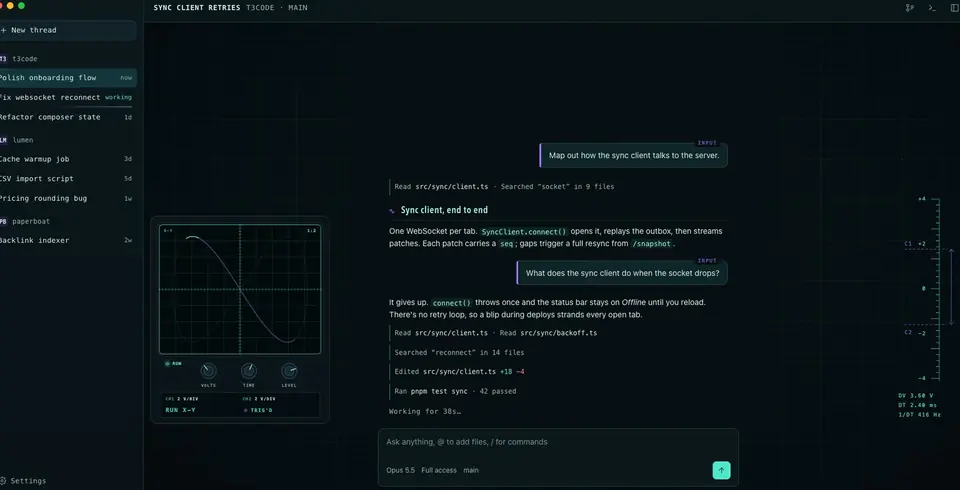 SYNC CLIENT RETRIES T3CODE · MAIN
+ New thread
T3 t3code
Polish onboarding flow now
Fix websocket reconnect working
Refactor composer state 1d
LM lumen
Cache warmup job 3d
CSV import script 5d
Pricing rounding bug 1w
PB paperboat
Backlink indexer 2w
Settings
X-Y 1:2
RUN
VOLTS TIME LEVEL
CH1 2 V/DIV CH2 2 V/DIV
RUN X-Y TRIG'D
INPUT
Map out how the sync client talks to the server.
Read src/sync/client.ts · Searched "socket" in 9 files
Sync client, end to end
One WebSocket per tab. SyncClient.connect() opens it, replays the outbox, then streams
patches. Each patch carries a seq; gaps trigger a full resync from /snapshot.
INPUT
What does the sync client do when the socket drops?
It gives up. connect() throws once and the status bar stays on Offline until you reload.
There's no retry loop, so a blip during deploys strands every open tab.
Read src/sync/client.ts · Read src/sync/backoff.ts
Searched "reconnect" in 14 files
Edited src/sync/client.ts +18 −4
Ran pnpm test sync · 42 passed
Working for 38s…
Ask anything, @ to add files, / for commands
Opus 5.5 Full access main
+4
C1 +2
0
C2 −2
−4
DV 3.60 V
DT 2.40 ms
1/DT 416 Hz